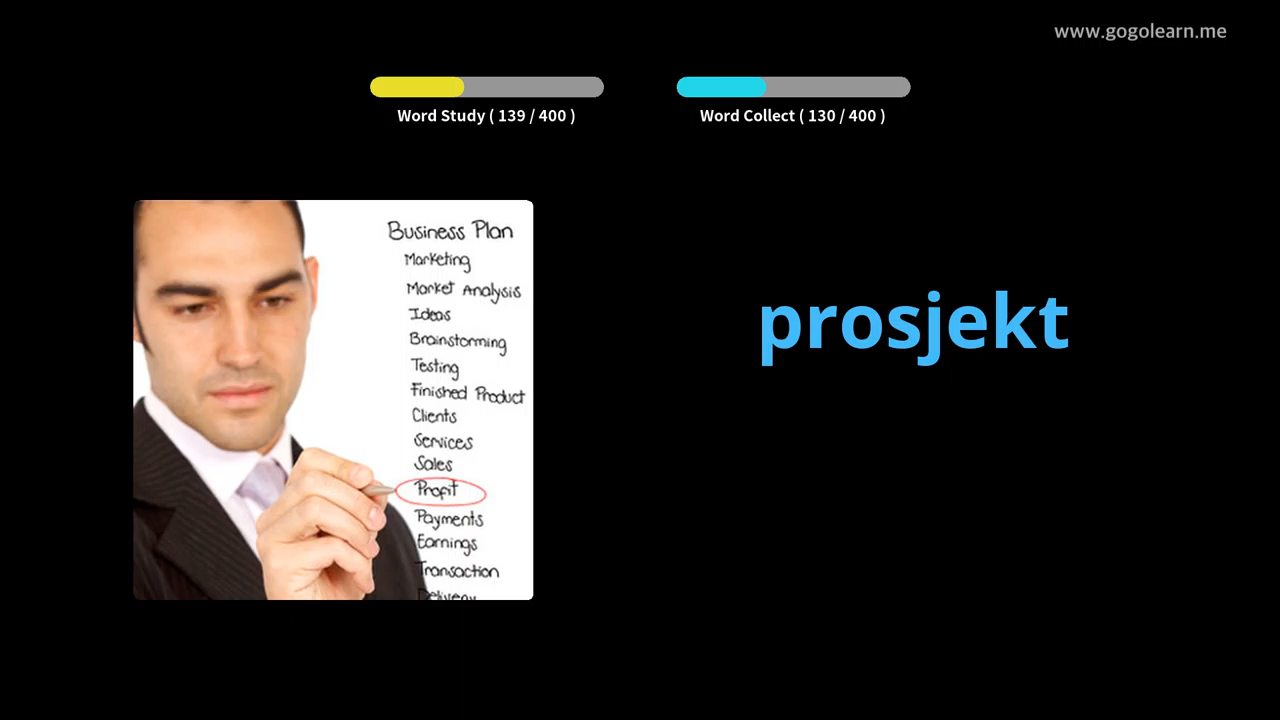 www.gogolearn.me
Word Study ( 139 / 400 )
Word Collect ( 130 / 400 )
Business Plan
Marketing
Market Analysis
Ideas
Brainstorming
Testing
Finished Product
Clients
Services
Sales
Profit
Payments
Earnings
Transaction
Delivery
prosjekt